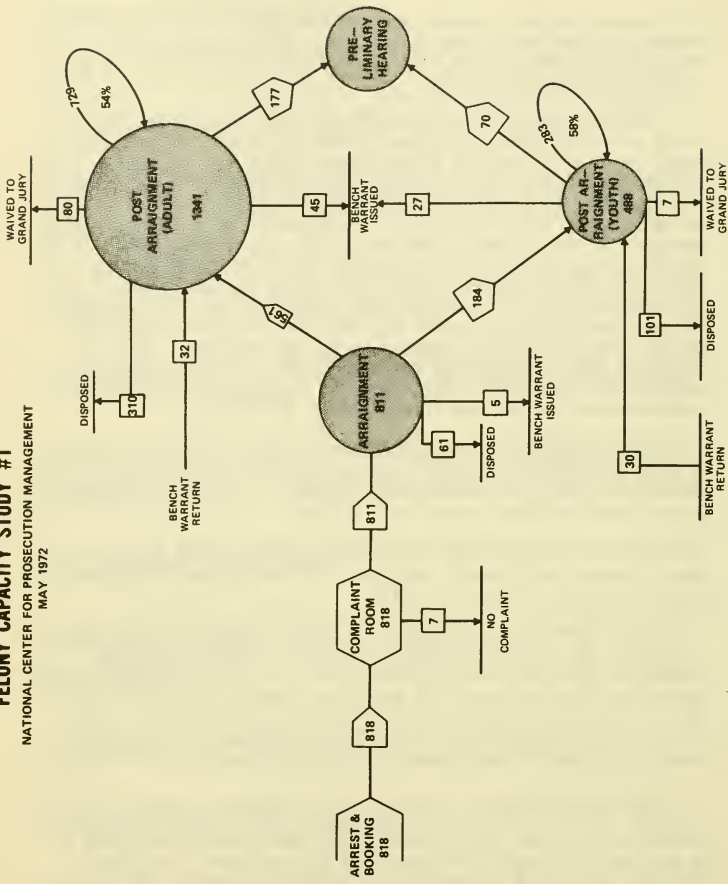 FELONY CAPACITY STUDY #1
NATIONAL CENTER FOR PROSECUTION MANAGEMENT
MAY 1972
ARREST &
BOOKING
818
818
COMPLAINT
ROOM
818
7
NO
COMPLAINT
811
ARRAIGNMENT
811
61
DISPOSED
5
BENCH WARRANT
ISSUED
561
184
BENCH
WARRANT
RETURN
32
DISPOSED
310
WAIVED TO
GRAND JURY
80
POST
ARRAIGNMENT
(ADULT)
1341
729
54%
177
45
BENCH
WARRANT
ISSUED
27
PRE-
LIMINARY
HEARING
70
POST AR-
RAIGNMENT
(YOUTH)
488
283
58%
7
WAIVED TO
GRAND JURY
101
DISPOSED
30
BENCH WARRANT
RETURN